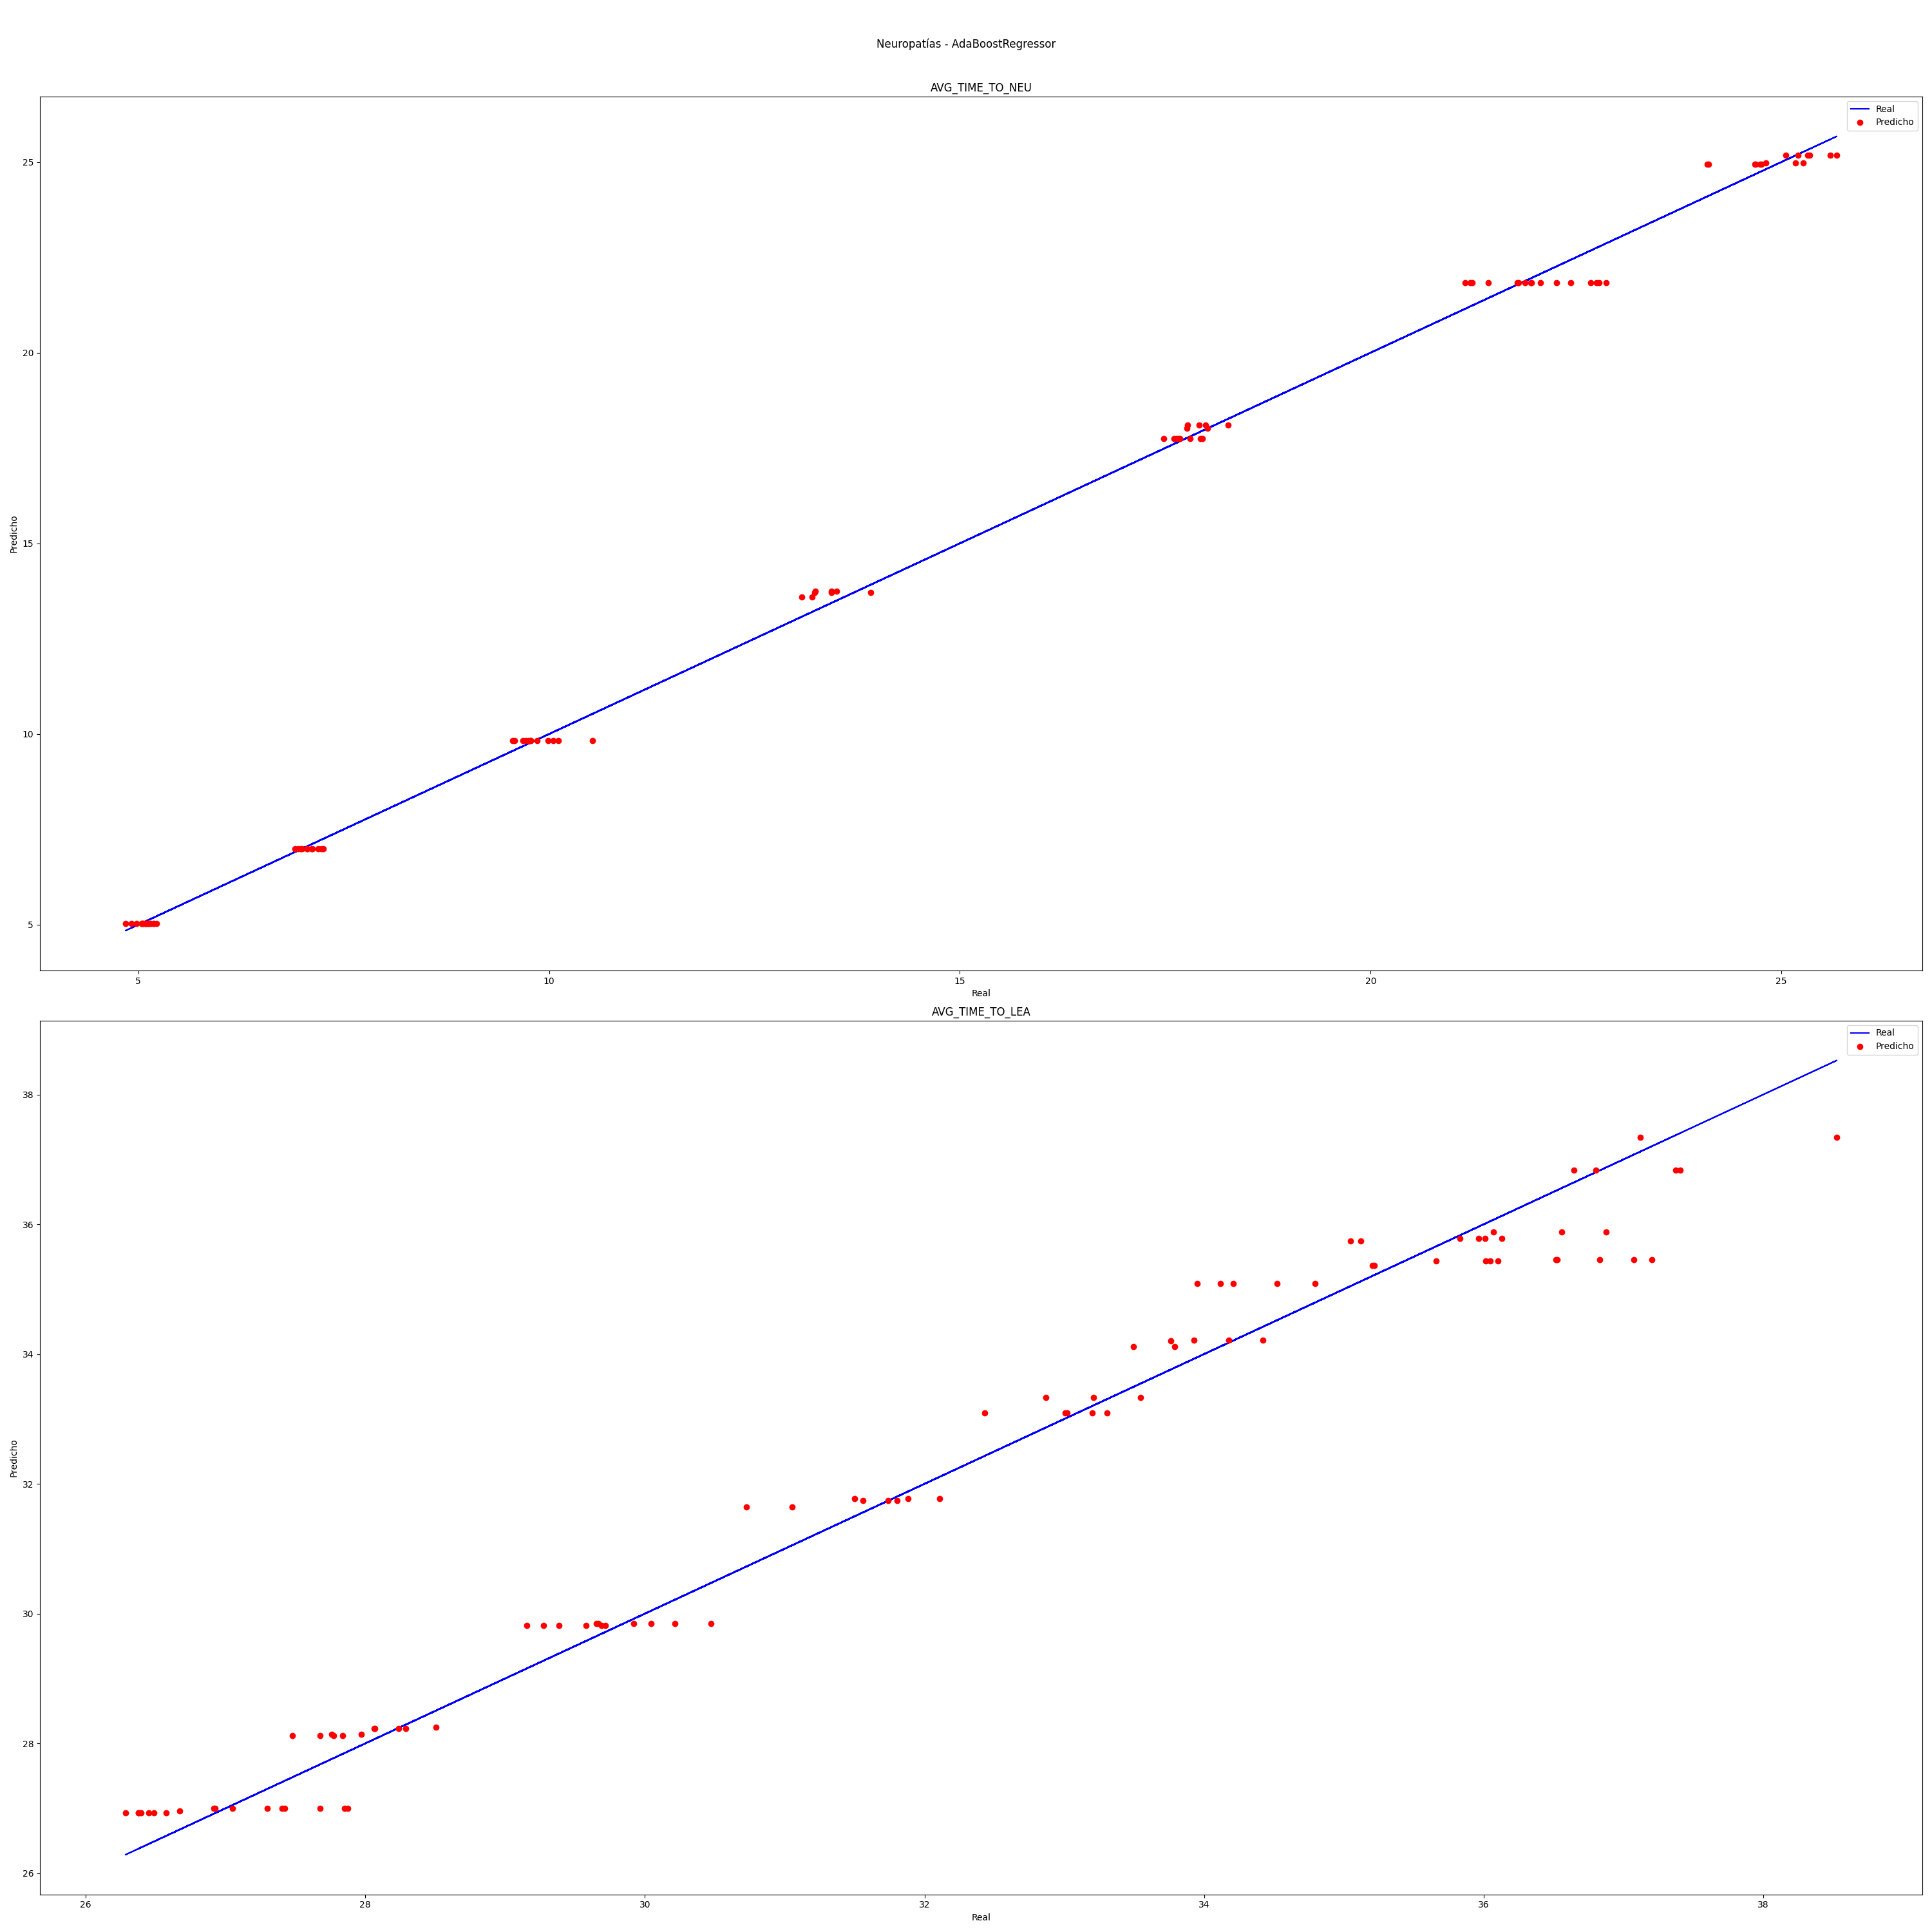 Neuropatías - AdaBoostRegressor
AVG_TIME_TO_NEU
Real
Predicho
25
20
15
10
5
Predicho
5 10 15 20 25
Real
AVG_TIME_TO_LEA
Real
Predicho
38
36
34
32
30
28
26
Predicho
26 28 30 32 34 36 38
Real